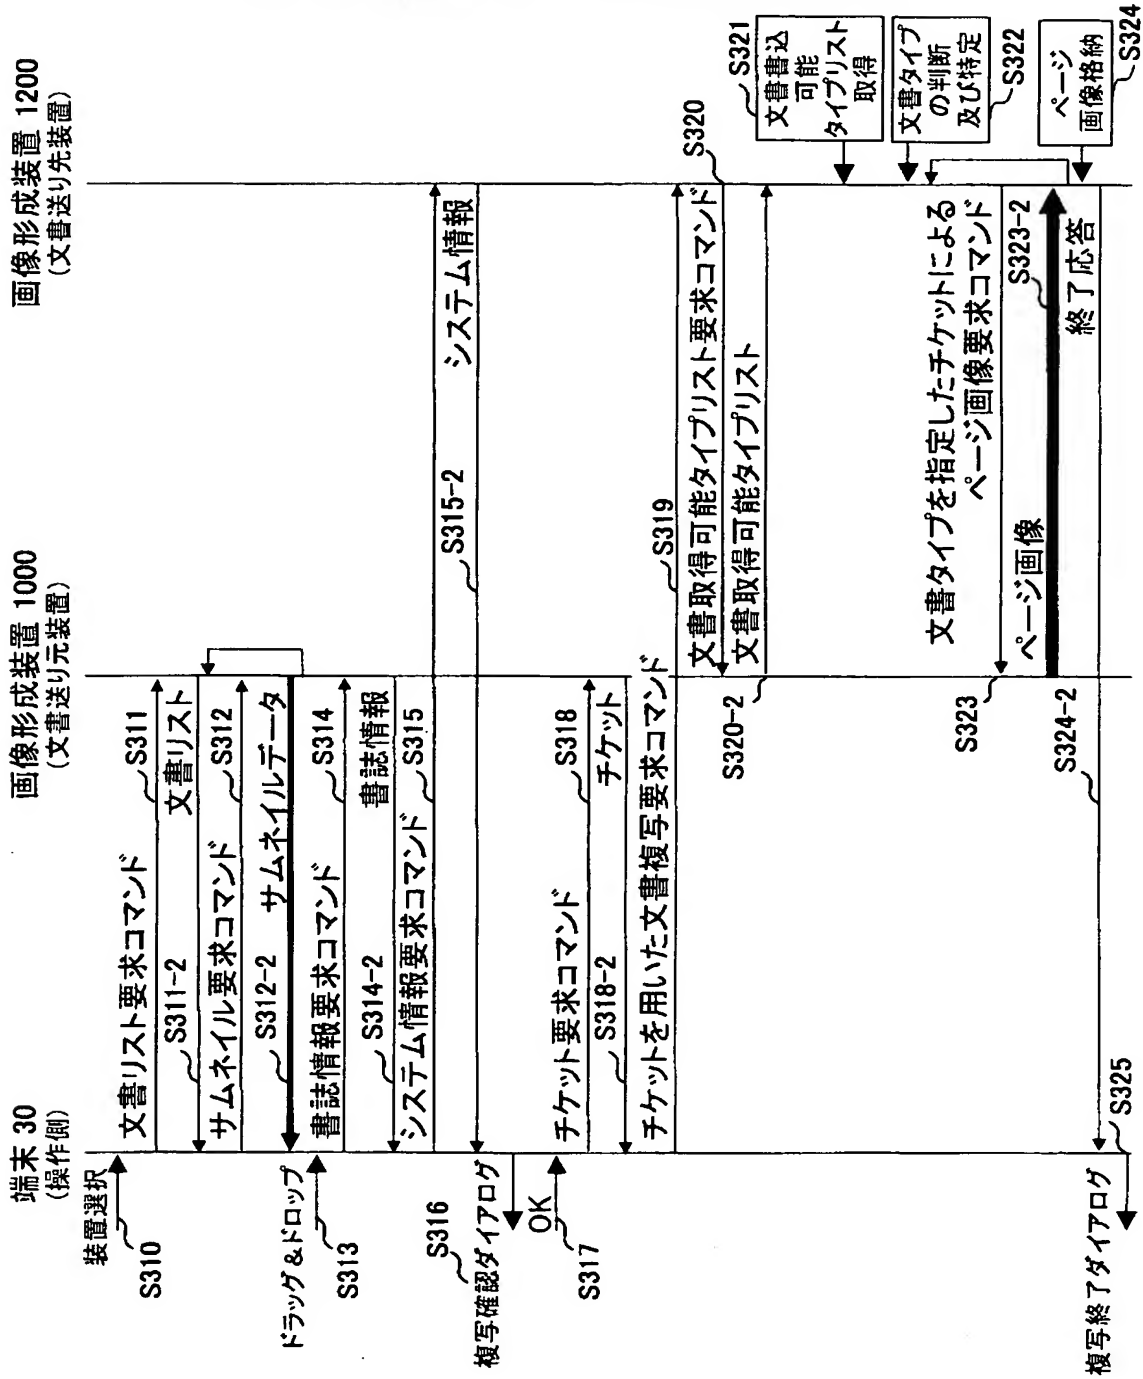 端末 30
(操作側)
画像形成装置 1000
(文書送り元装置)
画像形成装置 1200
(文書送り先装置)
装置選択
S310
文書リスト要求コマンド
S311
S311-2
文書リスト
サムネイル要求コマンド
S312
S312-2
サムネイルデータ
ドラッグ&ドロップ
S313
書誌情報要求コマンド
S314
S314-2
書誌情報
システム情報要求コマンド
S315
S315-2
システム情報
S316
複写確認ダイアログ
OK
S317
チケット要求コマンド
S318
S318-2
チケット
チケットを用いた文書複写要求コマンド
S319
文書取得可能タイプリスト要求コマンド
S320
S320-2
文書取得可能タイプリスト
S321
文書書込
可能
タイプリスト
取得
文書タイプ
の判断
及び特定
S322
文書タイプを指定したチケットによる
ページ画像要求コマンド
S323
ページ画像
S323-2
ページ
画像格納
S324
S324-2
終了応答
複写終了ダイアログ
S325